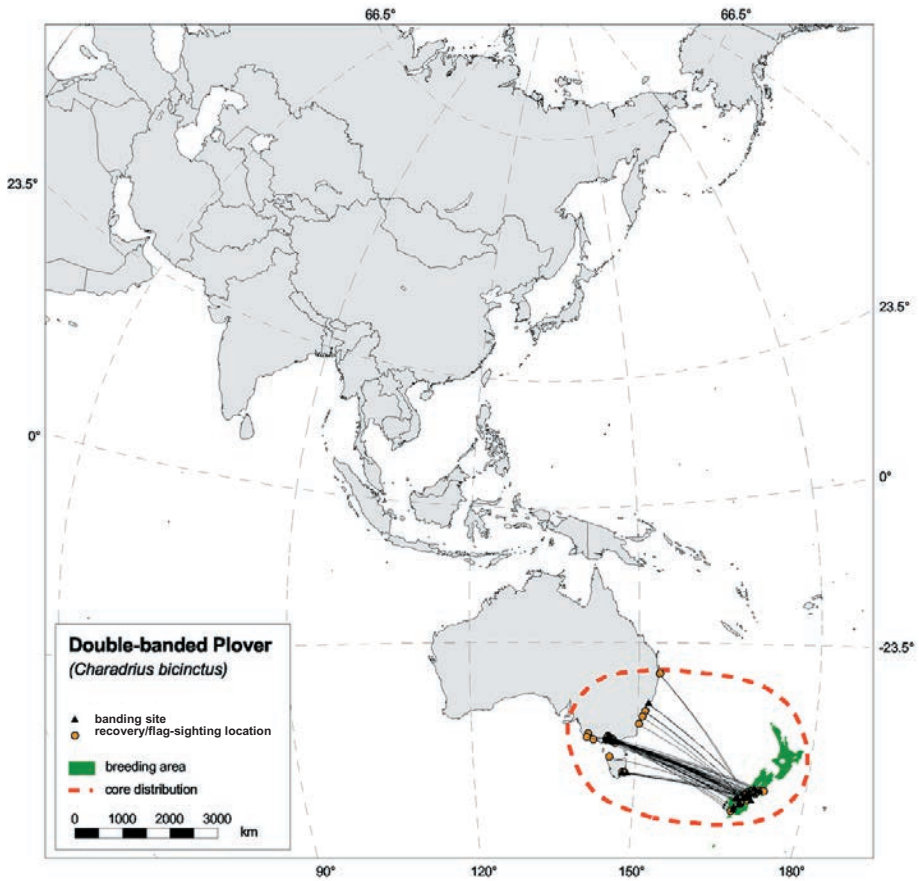 66.5° 66.5°
23.5°
23.5°
0°
0°
-23.5°
Double-banded Plover
(Charadrius bicinctus)
banding site
recovery/flag-sighting location
breeding area
core distribution
0 1000 2000 3000
km
90° 120° 150° 180°